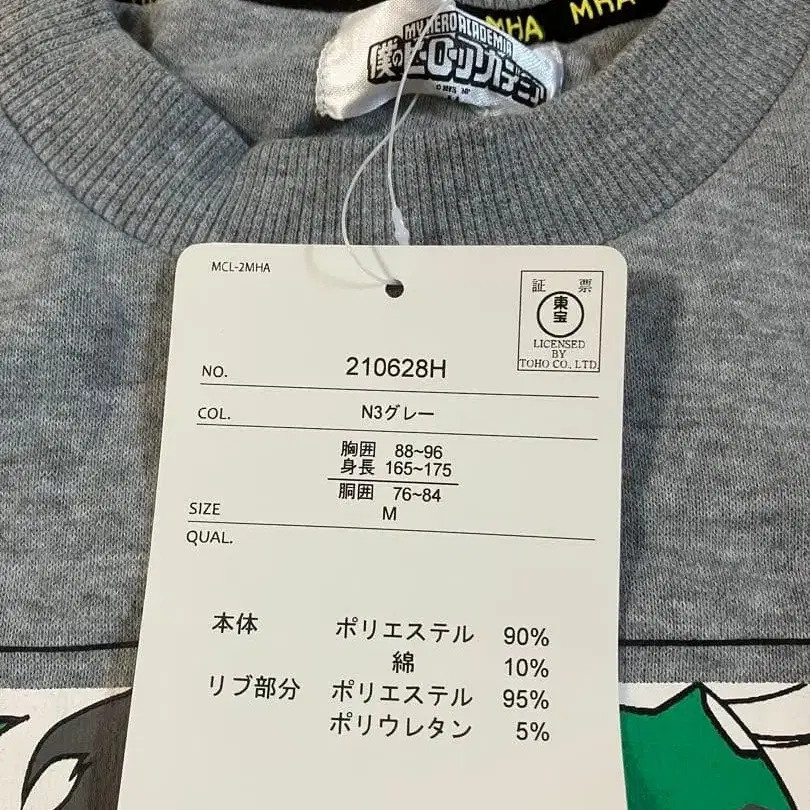 MHA
MHA
MY HERO ACADEMIA
僕のヒーローアカデミア
MCL-2MHA
証 票
東宝
LICENSED
BY
TOHO CO., LTD.
NO. 210628H
COL. N3グレー
胸囲 88~96
身長 165~175
胴囲 76~84
SIZE M
QUAL.
本体 ポリエステル 90%
綿 10%
リブ部分 ポリエステル 95%
ポリウレタン 5%